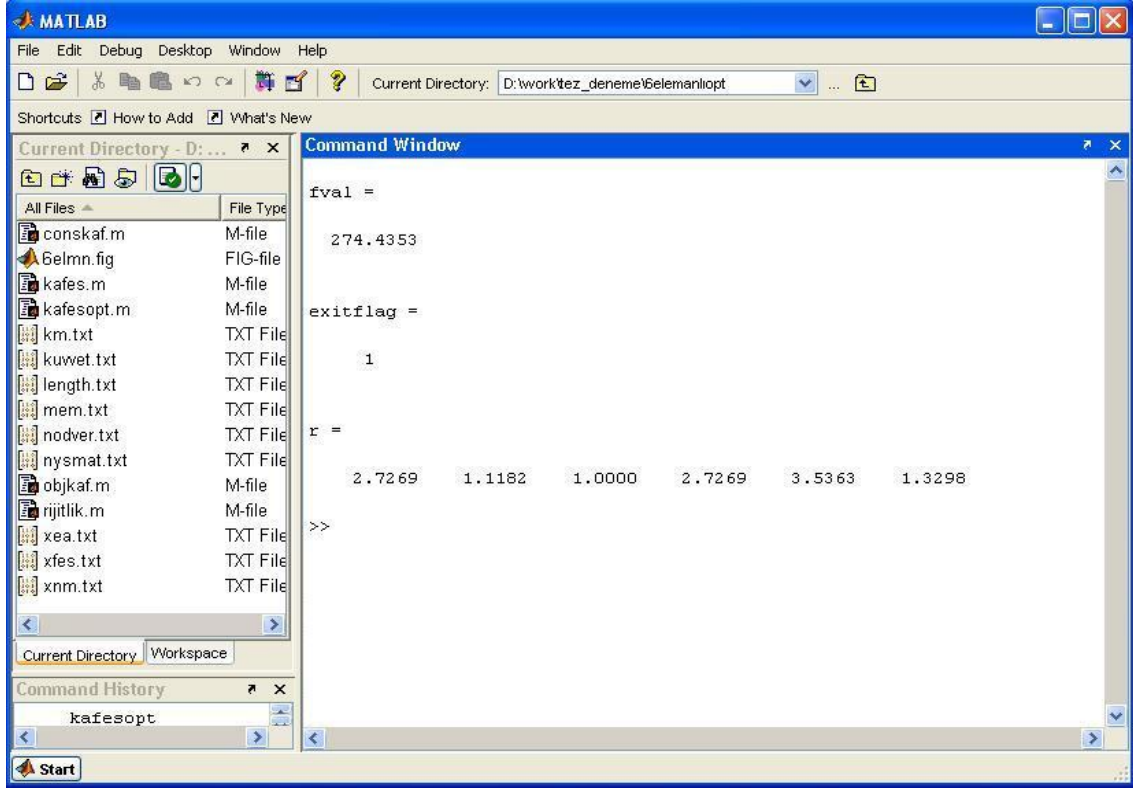 MATLAB
File Edit Debug Desktop Window Help
Current Directory: D:\work\tez_deneme\6elemanlıopt ...
Shortcuts How to Add What's New
Current Directory - D: ...
All Files File Type
conskaf.m M-file
6elmn.fig FIG-file
kafes.m M-file
kafesopt.m M-file
km.txt TXT File
kuvvet.txt TXT File
length.txt TXT File
mem.txt TXT File
nodver.txt TXT File
nysmat.txt TXT File
objkaf.m M-file
rijitlik.m M-file
xea.txt TXT File
xfes.txt TXT File
xnm.txt TXT File
Current Directory Workspace
Command History
kafesopt
Command Window
fval =
274.4353
exitflag =
1
r =
2.7269 1.1182 1.0000 2.7269 3.5363 1.3298
>>
Start